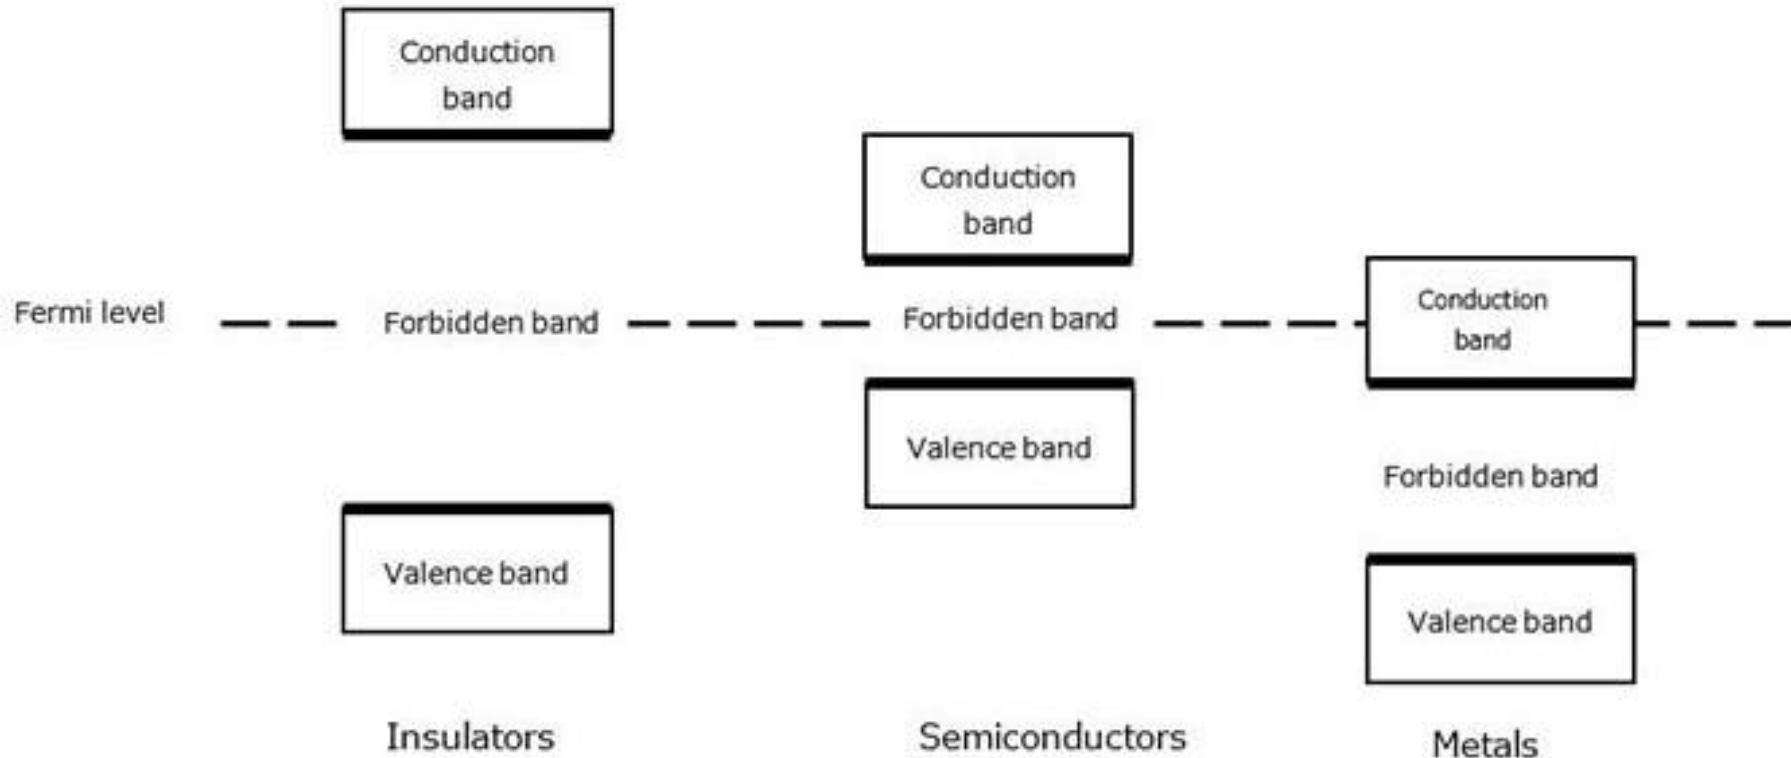 Conduction
band
Conduction
band
Conduction
band
Fermi level
Forbidden band
Forbidden band
Valence band
Forbidden band
Valence band
Valence band
Insulators
Semiconductors
Metals